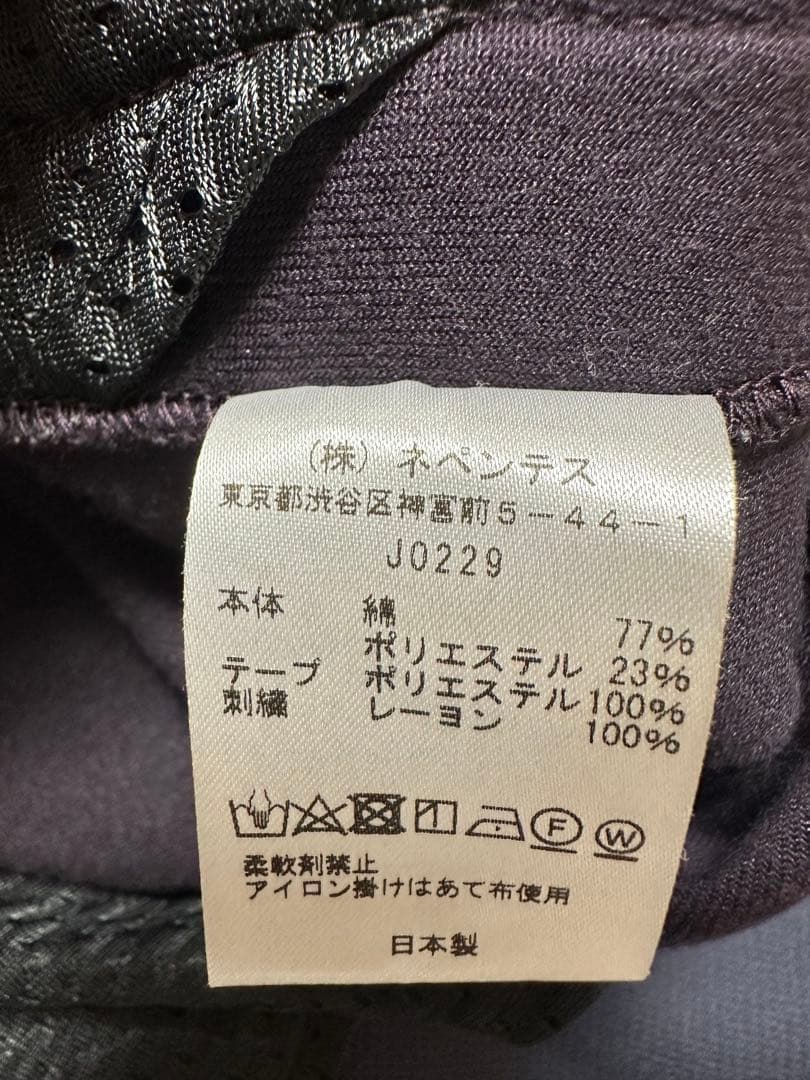 (株) ネペンテス
東京都渋谷区神宮前5-44-1
J0229
本体 綿 77%
ポリエステル 23%
テープ ポリエステル 100%
刺繍 レーヨン 100%
F W
柔軟剤禁止
アイロン掛けはあて布使用
日本製